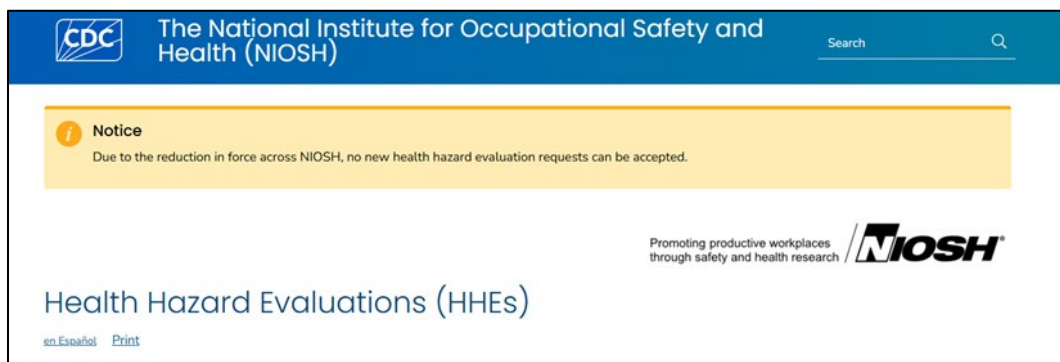 CDC
The National Institute for Occupational Safety and
Health (NIOSH)
Search
Notice
Due to the reduction in force across NIOSH, no new health hazard evaluation requests can be accepted.
Promoting productive workplaces
through safety and health research
NIOSH®
Health Hazard Evaluations (HHEs)
en Español Print